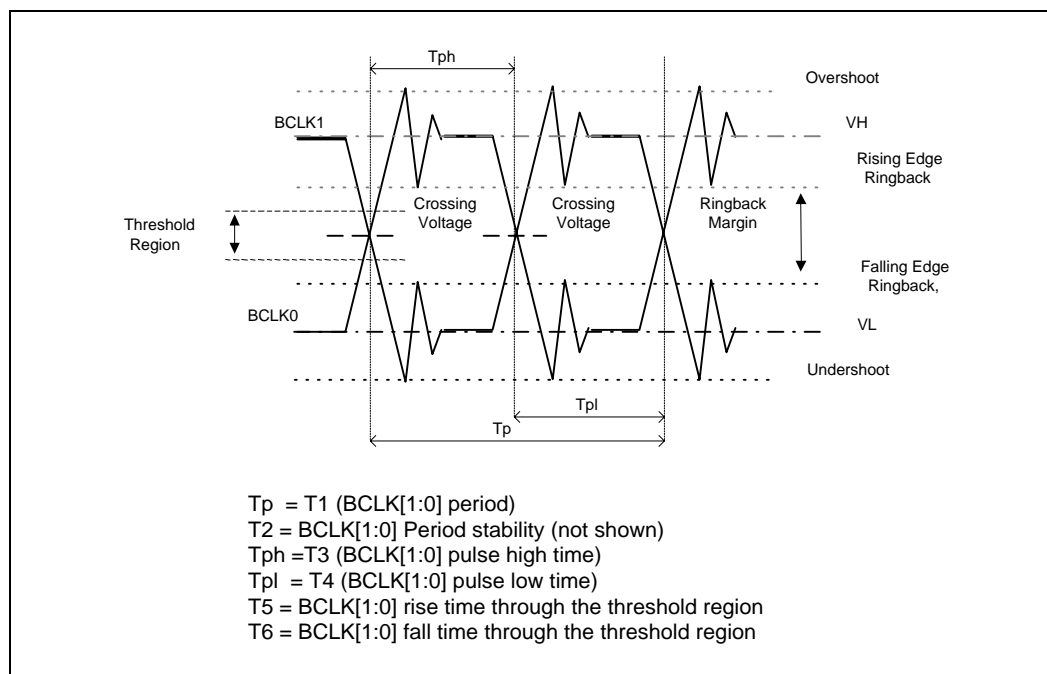 Tph
Overshoot
BCLK1
VH
Rising Edge
Ringback
Crossing
Voltage
Crossing
Voltage
Ringback
Margin
Threshold
Region
Falling Edge
Ringback,
BCLK0
VL
Undershoot
Tpl
Tp
Tp = T1 (BCLK[1:0] period)
T2 = BCLK[1:0] Period stability (not shown)
Tph =T3 (BCLK[1:0] pulse high time)
Tpl = T4 (BCLK[1:0] pulse low time)
T5 = BCLK[1:0] rise time through the threshold region
T6 = BCLK[1:0] fall time through the threshold region